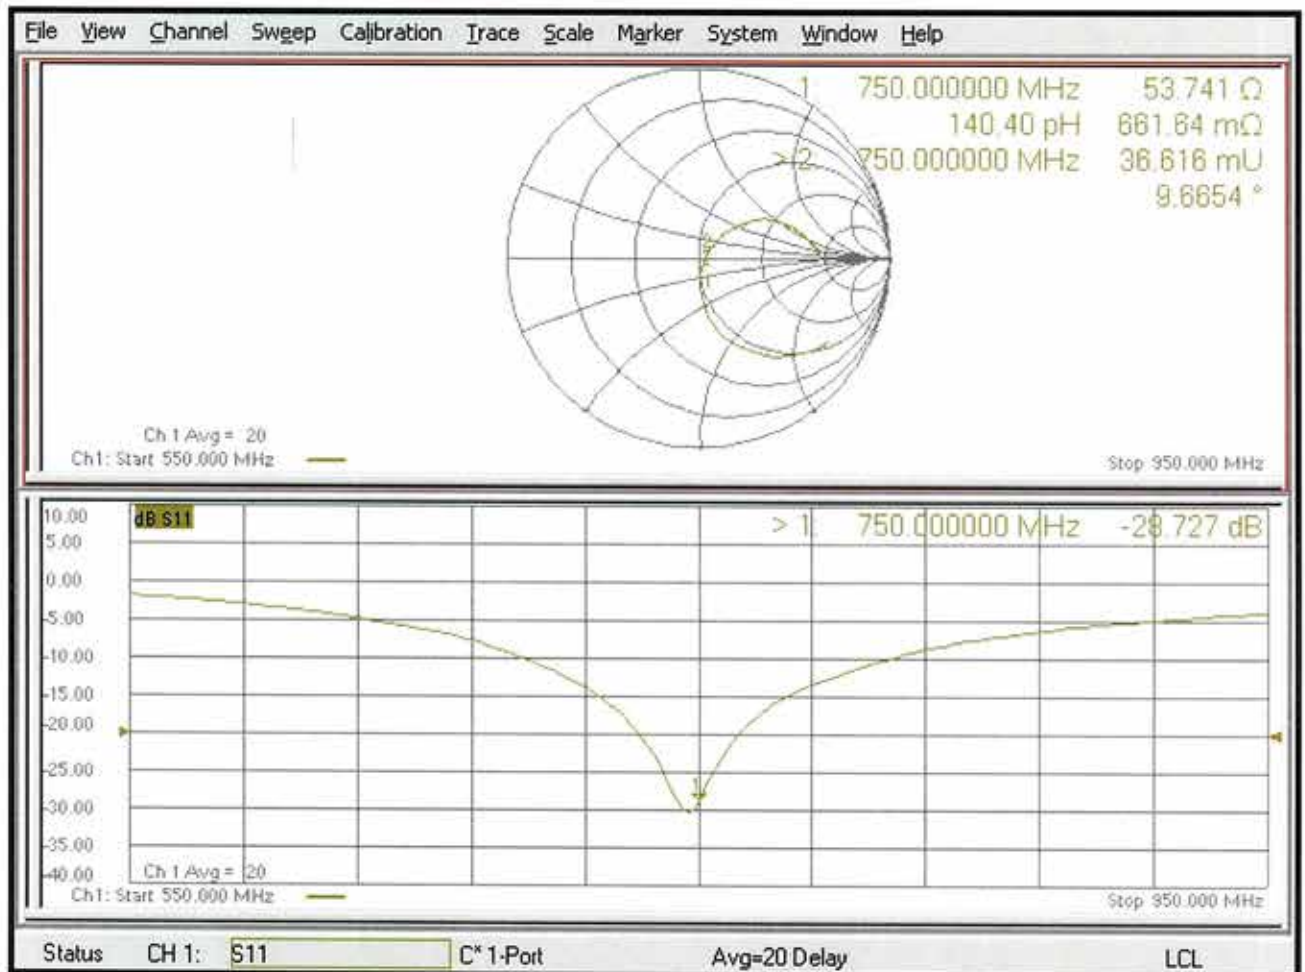 File View Channel Sweep Calibration Trace Scale Marker System Window Help
1 750.000000 MHz 53.741 Ω
140.40 pH 661.64 mΩ
> 2 750.000000 MHz 36.616 mU
9.6654 °
Ch 1 Avg = 20
Ch1: Start 550.000 MHz
Stop 950.000 MHz
10.00
dB S11
> 1 750.000000 MHz -28.727 dB
5.00
0.00
-5.00
-10.00
-15.00
-20.00
-25.00
1
-30.00
-35.00
-40.00
Ch 1 Avg = 20
Ch1: Start 550.000 MHz
Stop 950.000 MHz
Status CH 1: S11 C* 1-Port Avg=20 Delay LCL